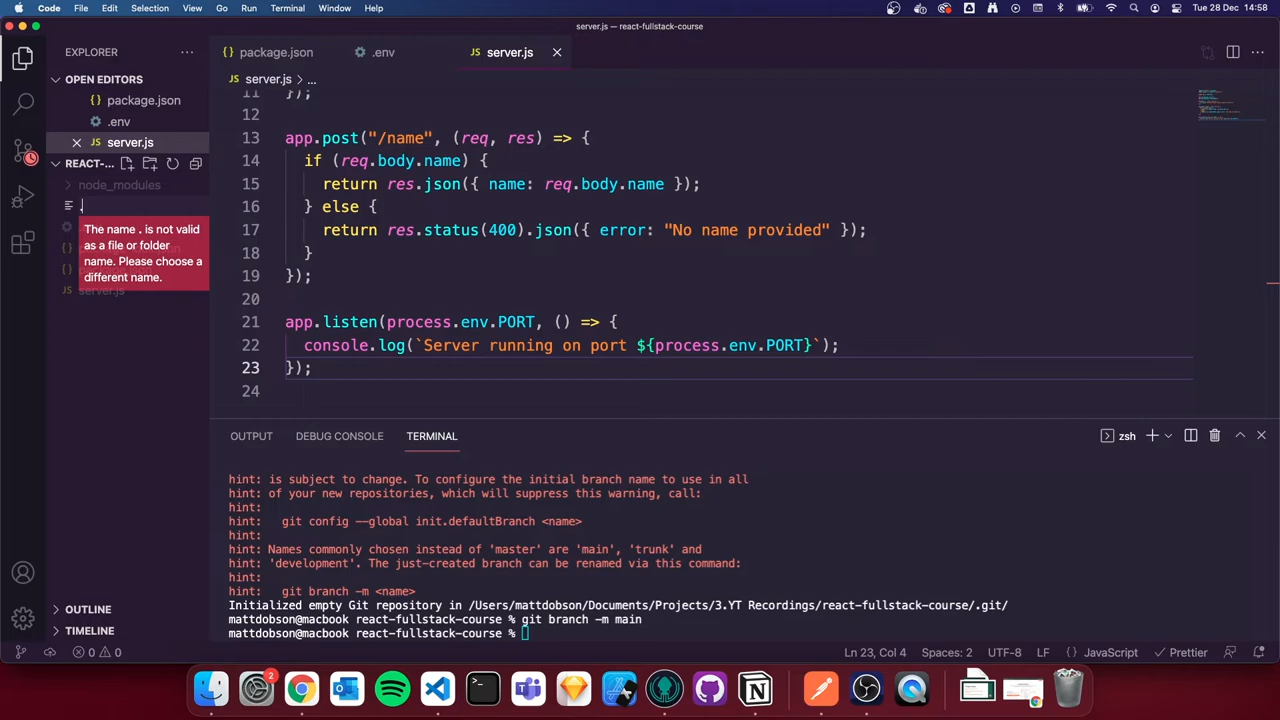 Code File Edit Selection View Go Run Terminal Window Help
Tue 28 Dec 14:58
server.js — react-fullstack-course
EXPLORER
package.json .env server.js
OPEN EDITORS
JS server.js > ...
package.json
.env
JS server.js
REACT-...
node_modules
.
The name . is not valid
as a file or folder
name. Please choose a
different name.
JS server.js
11 });
12
13 app.post("/name", (req, res) => {
14 if (req.body.name) {
15 return res.json({ name: req.body.name });
16 } else {
17 return res.status(400).json({ error: "No name provided" });
18 }
19 });
20
21 app.listen(process.env.PORT, () => {
22 console.log(`Server running on port ${process.env.PORT}`);
23 });
24
OUTPUT DEBUG CONSOLE TERMINAL
zsh
hint: is subject to change. To configure the initial branch name to use in all
hint: of your new repositories, which will suppress this warning, call:
hint:
hint: git config --global init.defaultBranch <name>
hint:
hint: Names commonly chosen instead of 'master' are 'main', 'trunk' and
hint: 'development'. The just-created branch can be renamed via this command:
hint:
hint: git branch -m <name>
Initialized empty Git repository in /Users/mattdobson/Documents/Projects/3.YT Recordings/react-fullstack-course/.git/
mattdobson@macbook react-fullstack-course % git branch -m main
mattdobson@macbook react-fullstack-course %
OUTLINE
TIMELINE
0 0
Ln 23, Col 4 Spaces: 2 UTF-8 LF {} JavaScript Prettier
2